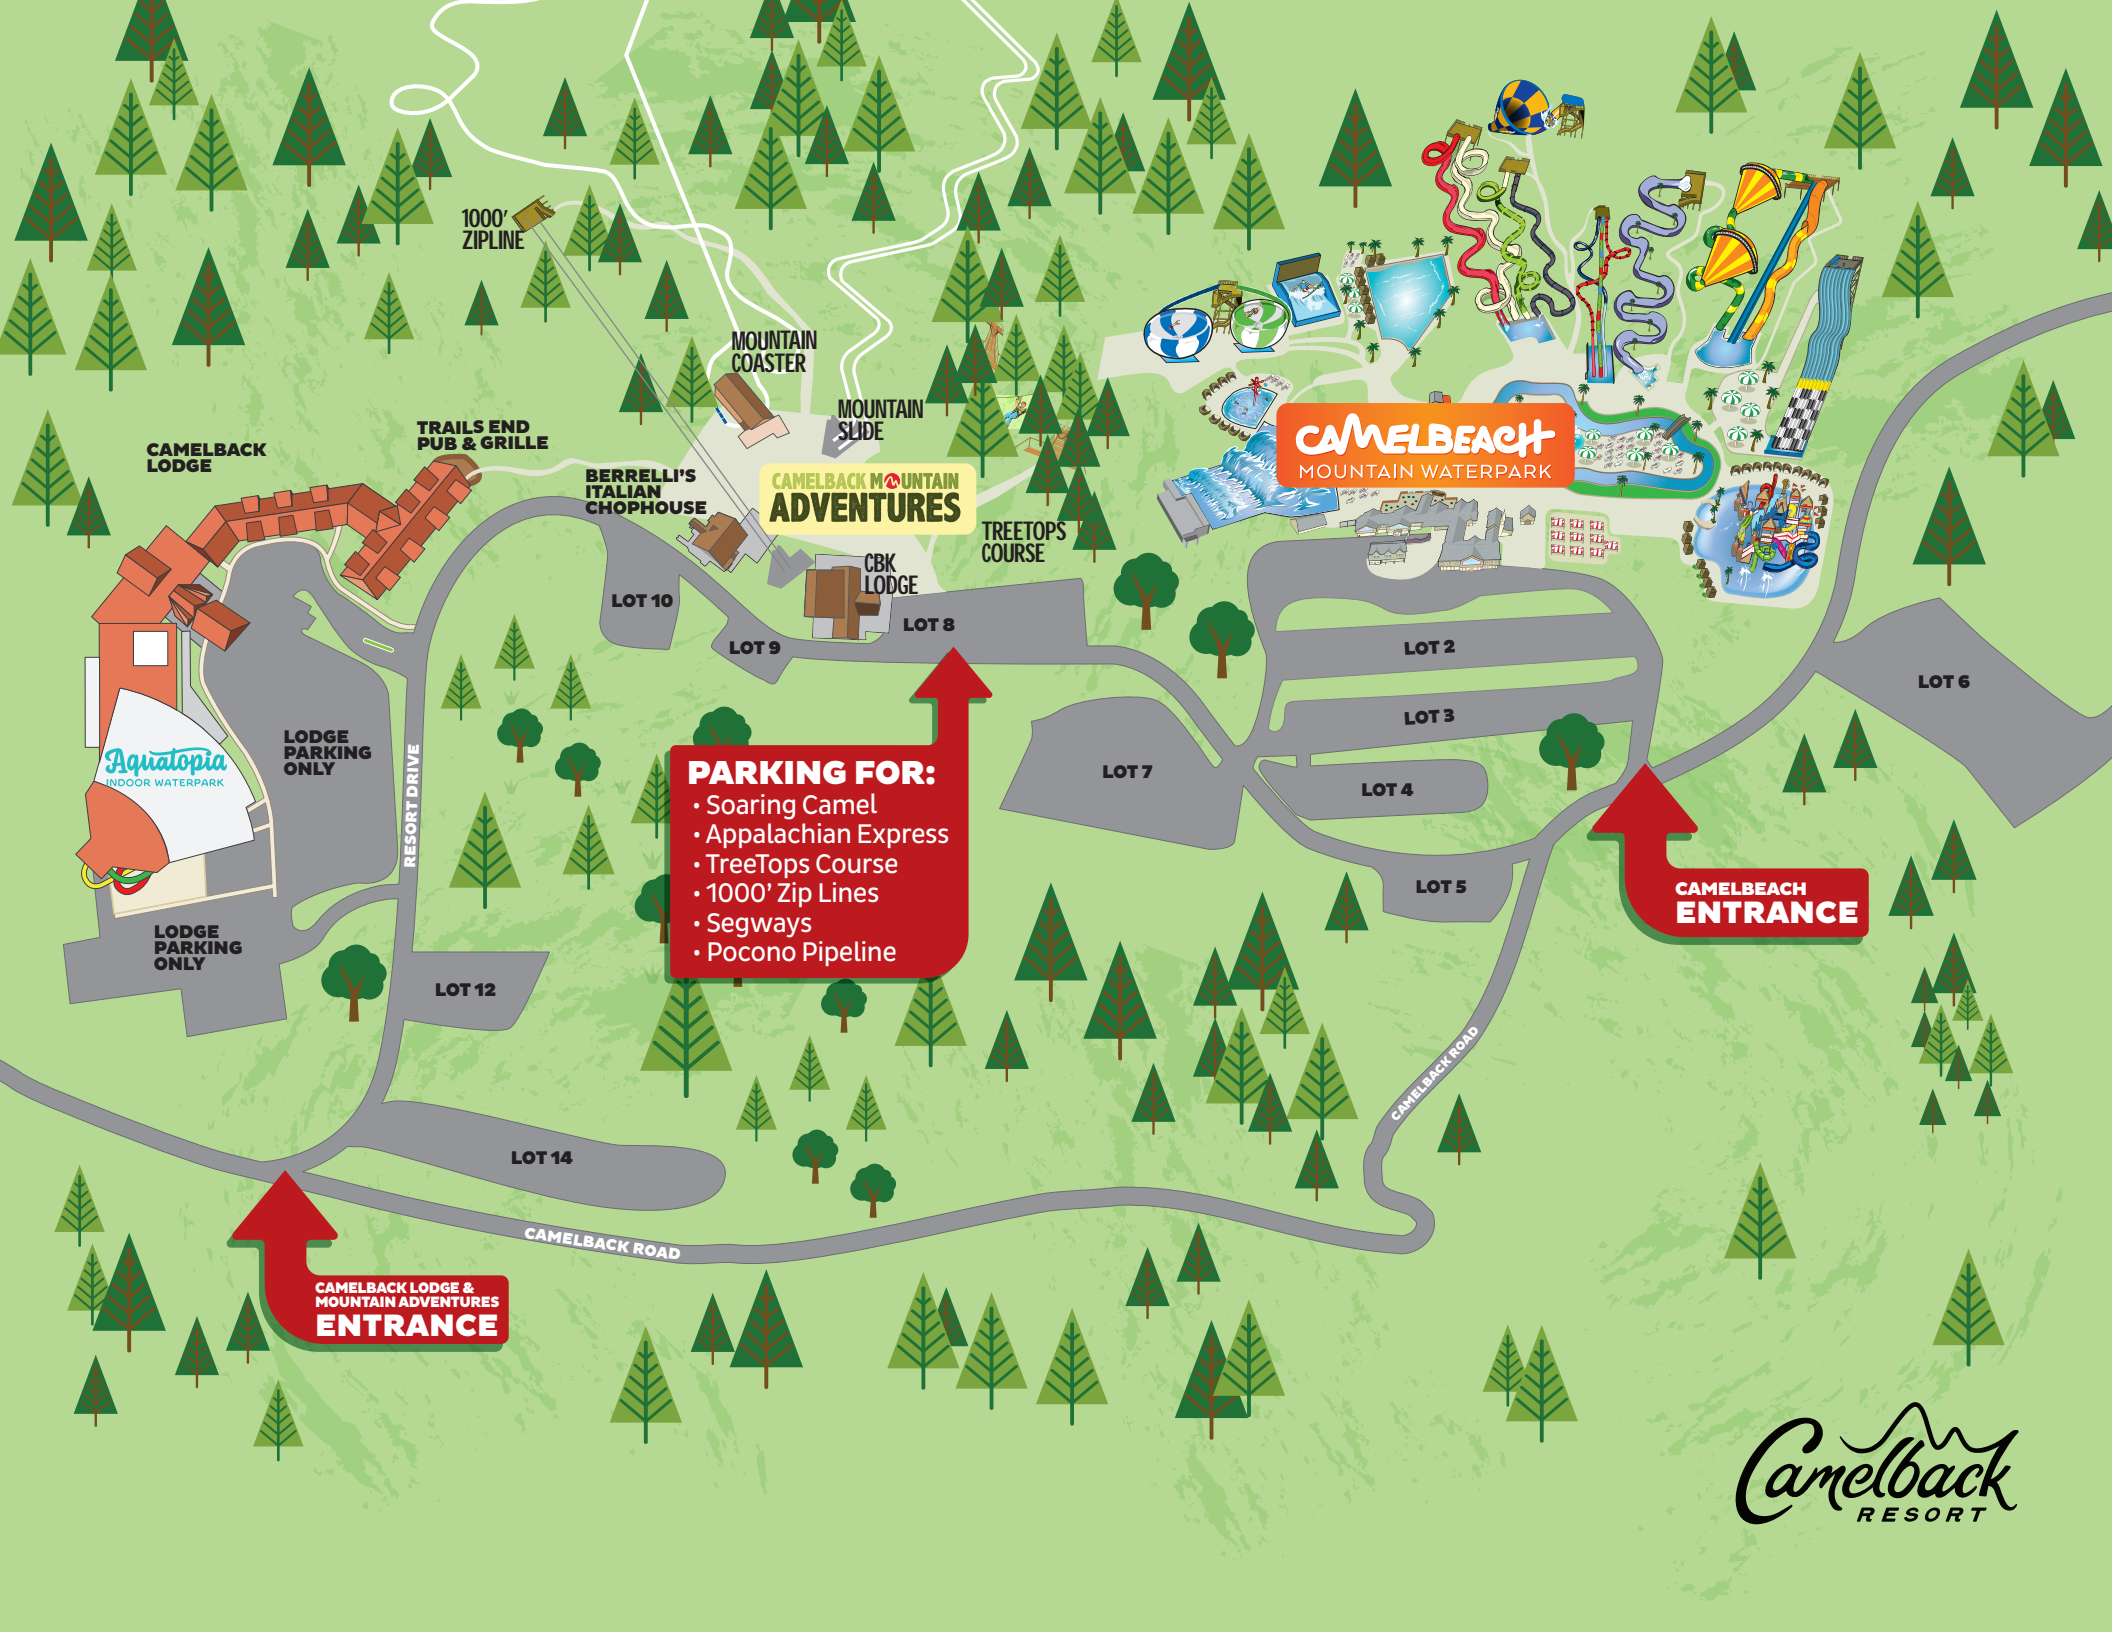 1000'
ZIPLINE
MOUNTAIN
COASTER
MOUNTAIN
SLIDE
CAMELBACK
LODGE
TRAILS END
PUB & GRILLE
BERRELLI'S
ITALIAN
CHOPHOUSE
CAMELBACK MOUNTAIN
ADVENTURES
TREETOPS
COURSE
CBK
LODGE
CAMELBEACH
MOUNTAIN WATERPARK
LOT 10
LOT 9
LOT 8
LOT 2
LOT 3
LOT 4
LOT 5
LOT 6
LOT 7
LODGE
PARKING
ONLY
Aquatopia
INDOOR WATERPARK
RESORT DRIVE
PARKING FOR:
• Soaring Camel
• Appalachian Express
• TreeTops Course
• 1000' Zip Lines
• Segways
• Pocono Pipeline
CAMELBEACH
ENTRANCE
LODGE
PARKING
ONLY
LOT 12
LOT 14
CAMELBACK ROAD
CAMELBACK ROAD
CAMELBACK LODGE &
MOUNTAIN ADVENTURES
ENTRANCE
Camelback
RESORT